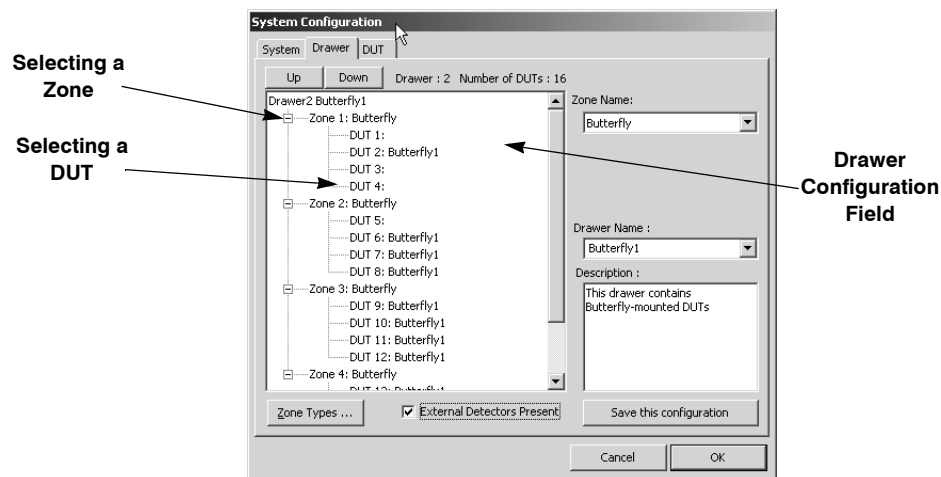 System Configuration
System Drawer DUT
Selecting a
Zone
Up Down Drawer : 2 Number of DUTs : 16
Drawer2 Butterfly1
Zone 1: Butterfly
DUT 1:
DUT 2: Butterfly1
DUT 3:
DUT 4:
Zone 2: Butterfly
DUT 5:
DUT 6: Butterfly1
DUT 7: Butterfly1
DUT 8: Butterfly1
Zone 3: Butterfly
DUT 9: Butterfly1
DUT 10: Butterfly1
DUT 11: Butterfly1
DUT 12: Butterfly1
Zone 4: Butterfly
DUT 13: Butterfly1
Selecting a
DUT
Zone Name:
Butterfly
Drawer Name :
Butterfly1
Description :
This drawer contains
Butterfly-mounted DUTs
Drawer
Configuration
Field
Zone Types ... External Detectors Present Save this configuration
Cancel OK